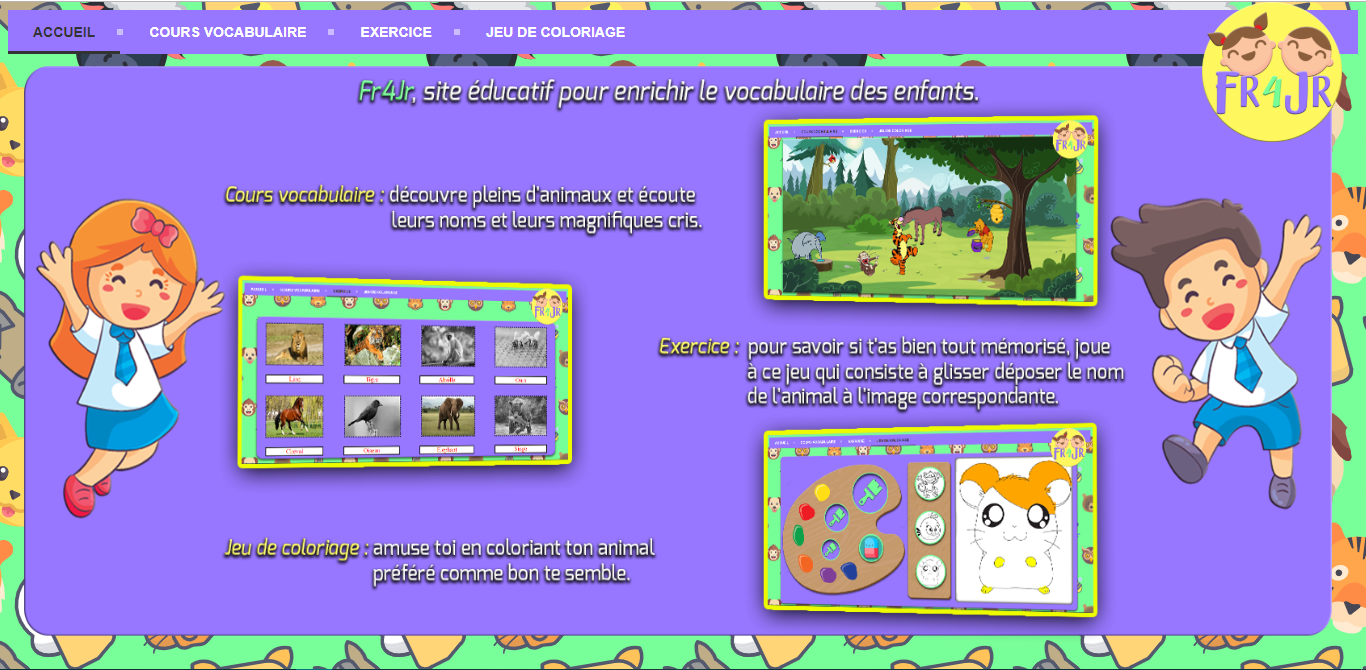 ACCUEIL COURS VOCABULAIRE EXERCICE JEU DE COLORIAGE
FR4JR
Fr4Jr, site éducatif pour enrichir le vocabulaire des enfants.
Cours vocabulaire : découvre pleins d'animaux et écoute
leurs noms et leurs magnifiques cris.
FR4JR
FR4JR
Lion Tigre Abeille Ours
Cheval Oiseau Elephant Singe
Exercice : pour savoir si t'as bien tout mémorisé, joue
à ce jeu qui consiste à glisser déposer le nom
de l'animal à l'image correspondante.
FR4JR
Jeu de coloriage : amuse toi en coloriant ton animal
préféré comme bon te semble.